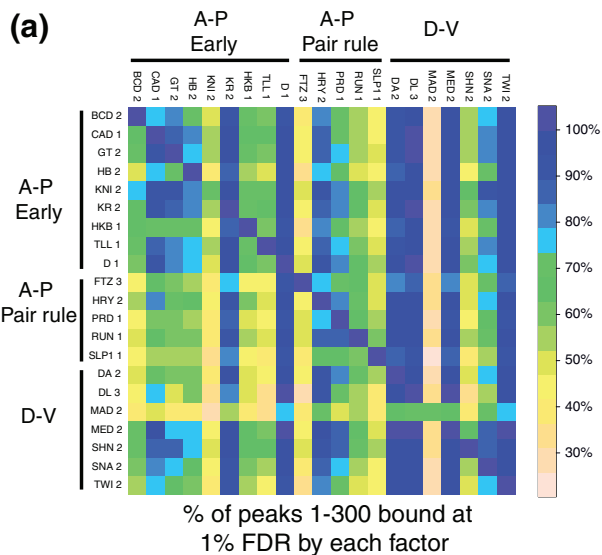 (a)
A-P
Early
A-P
Pair rule
D-V
BCD 2
CAD 1
GT 2
HB 2
KNI 2
KR 2
HKB 1
TLL 1
D 1
FTZ 3
HRY 2
PRD 1
RUN 1
SLP1 1
DA 2
DL 3
MAD 2
MED 2
SHN 2
SNA 2
TWI 2
A-P
Early
A-P
Pair rule
D-V
BCD 2
CAD 1
GT 2
HB 2
KNI 2
KR 2
HKB 1
TLL 1
D 1
FTZ 3
HRY 2
PRD 1
RUN 1
SLP1 1
DA 2
DL 3
MAD 2
MED 2
SHN 2
SNA 2
TWI 2
100%
90%
80%
70%
60%
50%
40%
30%
% of peaks 1-300 bound at
1% FDR by each factor